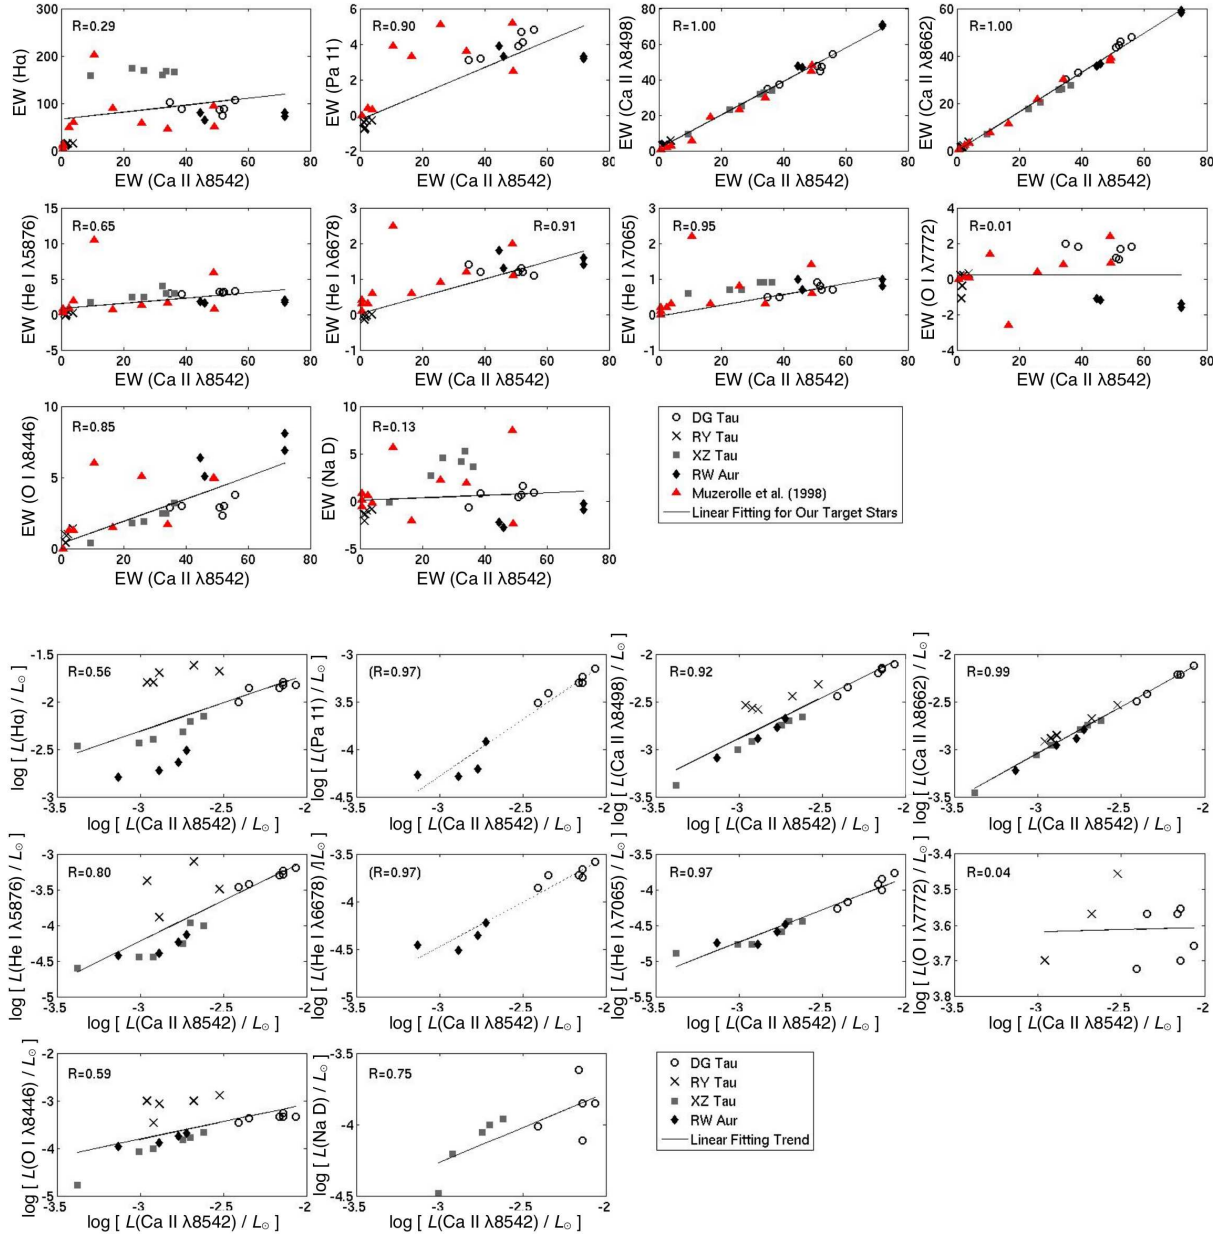 R=0.29
EW (Hα)
300
200
100
0
0 20 40 60 80
EW (Ca II λ8542)
R=0.90
EW (Pa 11)
6
4
2
0
-2
0 20 40 60 80
EW (Ca II λ8542)
R=1.00
EW (Ca II λ8498)
80
60
40
20
0
0 20 40 60 80
EW (Ca II λ8542)
R=1.00
EW (Ca II λ8662)
60
40
20
0
0 20 40 60 80
EW (Ca II λ8542)
R=0.65
EW (He I λ5876)
15
10
5
0
-5
0 20 40 60 80
EW (Ca II λ8542)
R=0.91
EW (He I λ6678)
3
2
1
0
-1
0 20 40 60 80
EW (Ca II λ8542)
R=0.95
EW (He I λ7065)
3
2
1
0
-1
0 20 40 60 80
EW (Ca II λ8542)
R=0.01
EW (O I λ7772)
4
2
0
-2
-4
0 20 40 60 80
EW (Ca II λ8542)
R=0.85
EW (O I λ8446)
10
5
0
0 20 40 60 80
EW (Ca II λ8542)
R=0.13
EW (Na D)
10
5
0
-5
0 20 40 60 80
EW (Ca II λ8542)
DG Tau
RY Tau
XZ Tau
RW Aur
Muzerolle et al. (1998)
Linear Fitting for Our Target Stars
R=0.56
log [ L(Hα) / L☉ ]
-1.5
-2
-2.5
-3
-3.5 -3 -2.5 -2
log [ L(Ca II λ8542) / L☉ ]
(R=0.97)
log [ L(Pa 11) / L☉ ]
-3
-3.5
-4
-4.5
-3.5 -3 -2.5 -2
log [ L(Ca II λ8542) / L☉ ]
R=0.92
log [ L(Ca II λ8498) / L☉ ]
-2
-2.5
-3
-3.5
-3.5 -3 -2.5 -2
log [ L(Ca II λ8542) / L☉ ]
R=0.99
log [ L(Ca II λ8662) / L☉ ]
-2
-2.5
-3
-3.5
-3.5 -3 -2.5 -2
log [ L(Ca II λ8542) / L☉ ]
R=0.80
log [ L(He I λ5876) / L☉ ]
-3
-3.5
-4
-4.5
-5
-3.5 -3 -2.5 -2
log [ L(Ca II λ8542) / L☉ ]
(R=0.97)
log [ L(He I λ6678) / L☉ ]
-3.5
-4
-4.5
-5
-3.5 -3 -2.5 -2
log [ L(Ca II λ8542) / L☉ ]
R=0.97
log [ L(He I λ7065) / L☉ ]
-3.5
-4
-4.5
-5
-5.5
-3.5 -3 -2.5 -2
log [ L(Ca II λ8542) / L☉ ]
R=0.04
log [ L(O I λ7772) / L☉ ]
-3.4
3.5
3.6
3.7
3.8
-3.5 -3 -2.5 -2
log [ L(Ca II λ8542) / L☉ ]
R=0.59
log [ L(O I λ8446) / L☉ ]
-2
-3
-4
-5
-3.5 -3 -2.5 -2
log [ L(Ca II λ8542) / L☉ ]
R=0.75
log [ L(Na D) / L☉ ]
-3.5
-4
-4.5
-3.5 -3 -2.5 -2
log [ L(Ca II λ8542) / L☉ ]
DG Tau
RY Tau
XZ Tau
RW Aur
Linear Fitting Trend